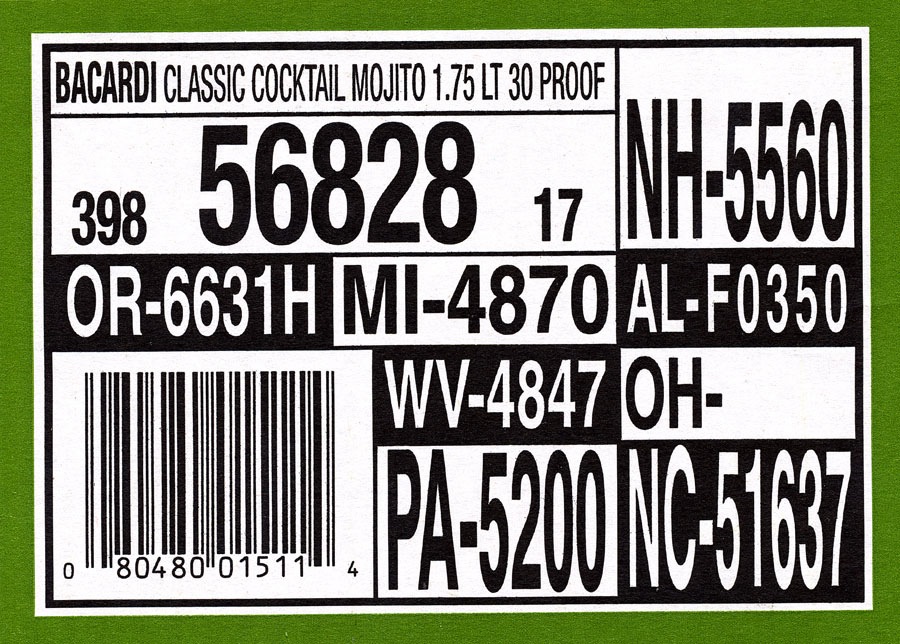 BACARDI CLASSIC COCKTAIL MOJITO 1.75 LT 30 PROOF
398 56828 17
NH-5560
OR-6631H MI-4870 AL-F0350
WV-4847 OH-
PA-5200 NC-51637
0 80480 01511 4